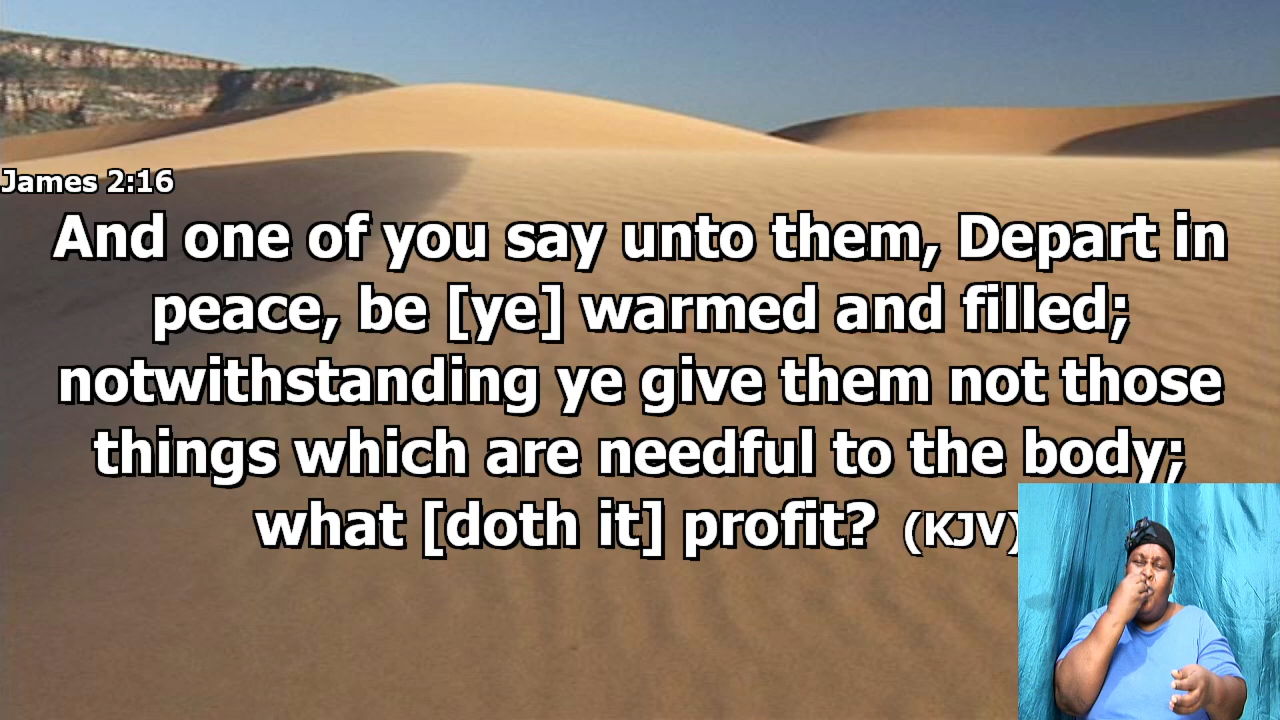 James 2:16
And one of you say unto them, Depart in
peace, be [ye] warmed and filled;
notwithstanding ye give them not those
things which are needful to the body;
what [doth it] profit? (KJV)